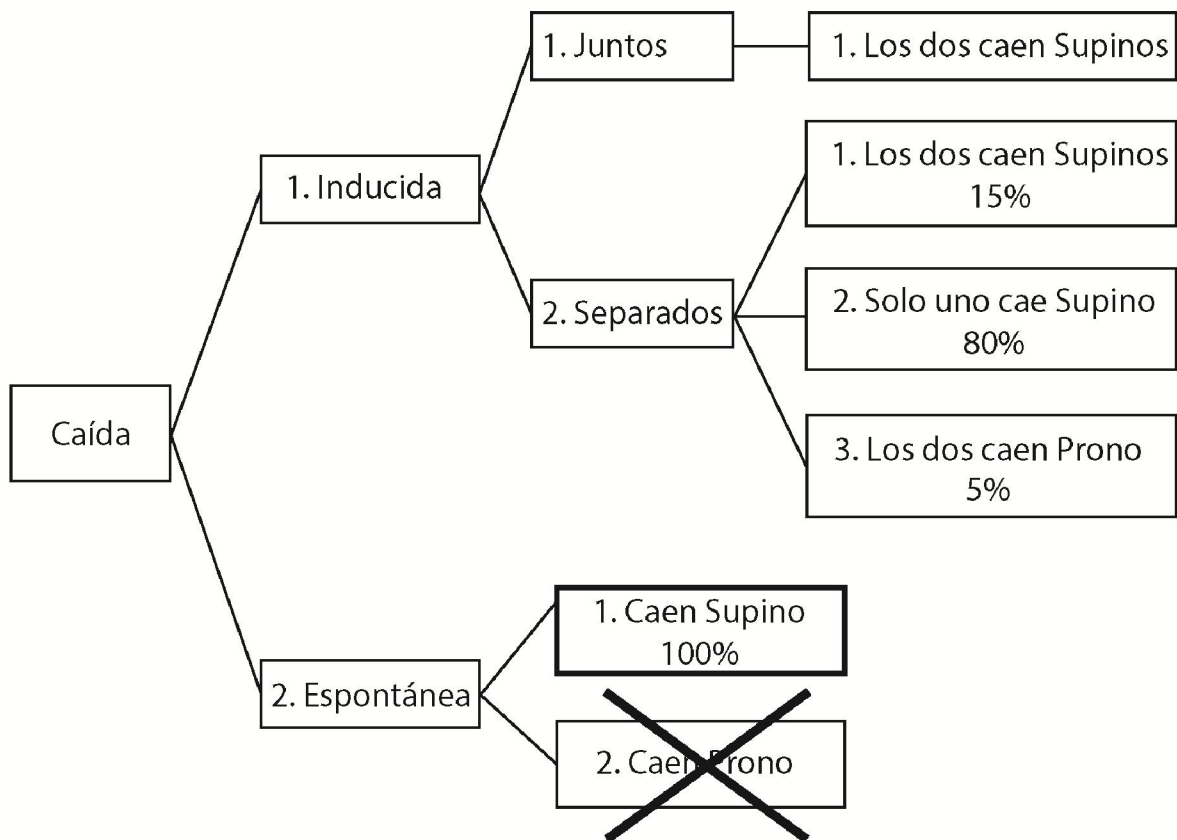 Caída
1. Inducida
1. Juntos
1. Los dos caen Supinos
2. Separados
1. Los dos caen Supinos
15%
2. Solo uno cae Supino
80%
3. Los dos caen Prono
5%
2. Espontánea
1. Caen Supino
100%
2. Caen Prono